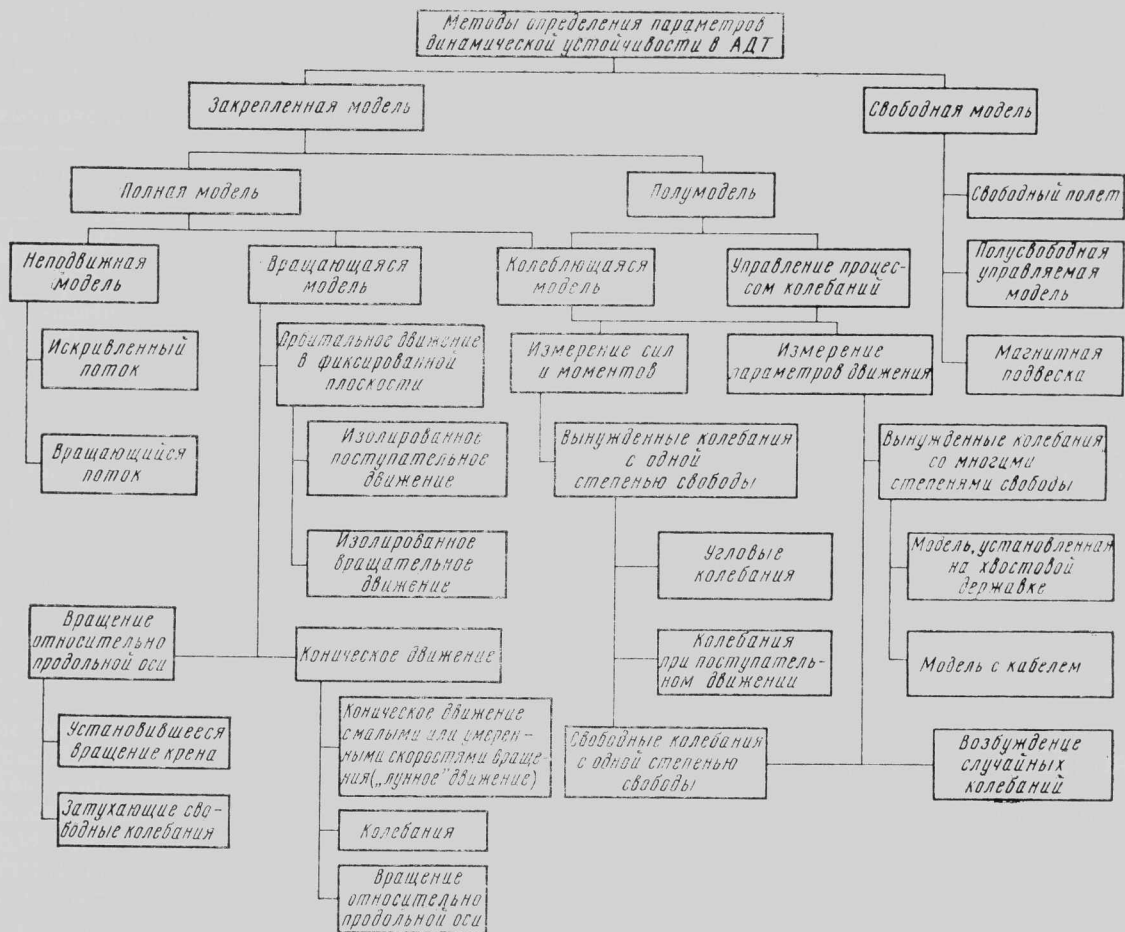 Методы определения параметров
динамической устойчивости в АДТ
Закрепленная модель
Свободная модель
Полная модель
Полумодель
Свободный полет
Неподвижная
модель
Вращающаяся
модель
Колеблющаяся
модель
Управление процес-
сом колебаний
Полусвободная
управляемая
модель
Искривленный
поток
Орбитальное движение
в фиксированной
плоскости
Измерение сил
и моментов
Измерение
параметров движения
Магнитная
подвеска
Вращающийся
поток
Изолированное
поступательное
движение
Вынужденные колебания
с одной
степенью свободы
Вынужденные колебания
со многими
степенями свободы
Изолированное
вращательное
движение
Угловые
колебания
Модель, установленная
на хвостовой
державке
Вращение
относительно
продольной оси
Коническое движение
Колебания
при поступатель-
ном движении
Модель с кабелем
Установившееся
вращение крена
Коническое движение
с малыми или умерен-
ными скоростями враще-
ния („лунное" движение)
Свободные колебания
с одной степенью
свободы
Возбуждение
случайных
колебаний
Затухающие сво-
бодные колебания
Колебания
Вращение
относительно
продольной оси